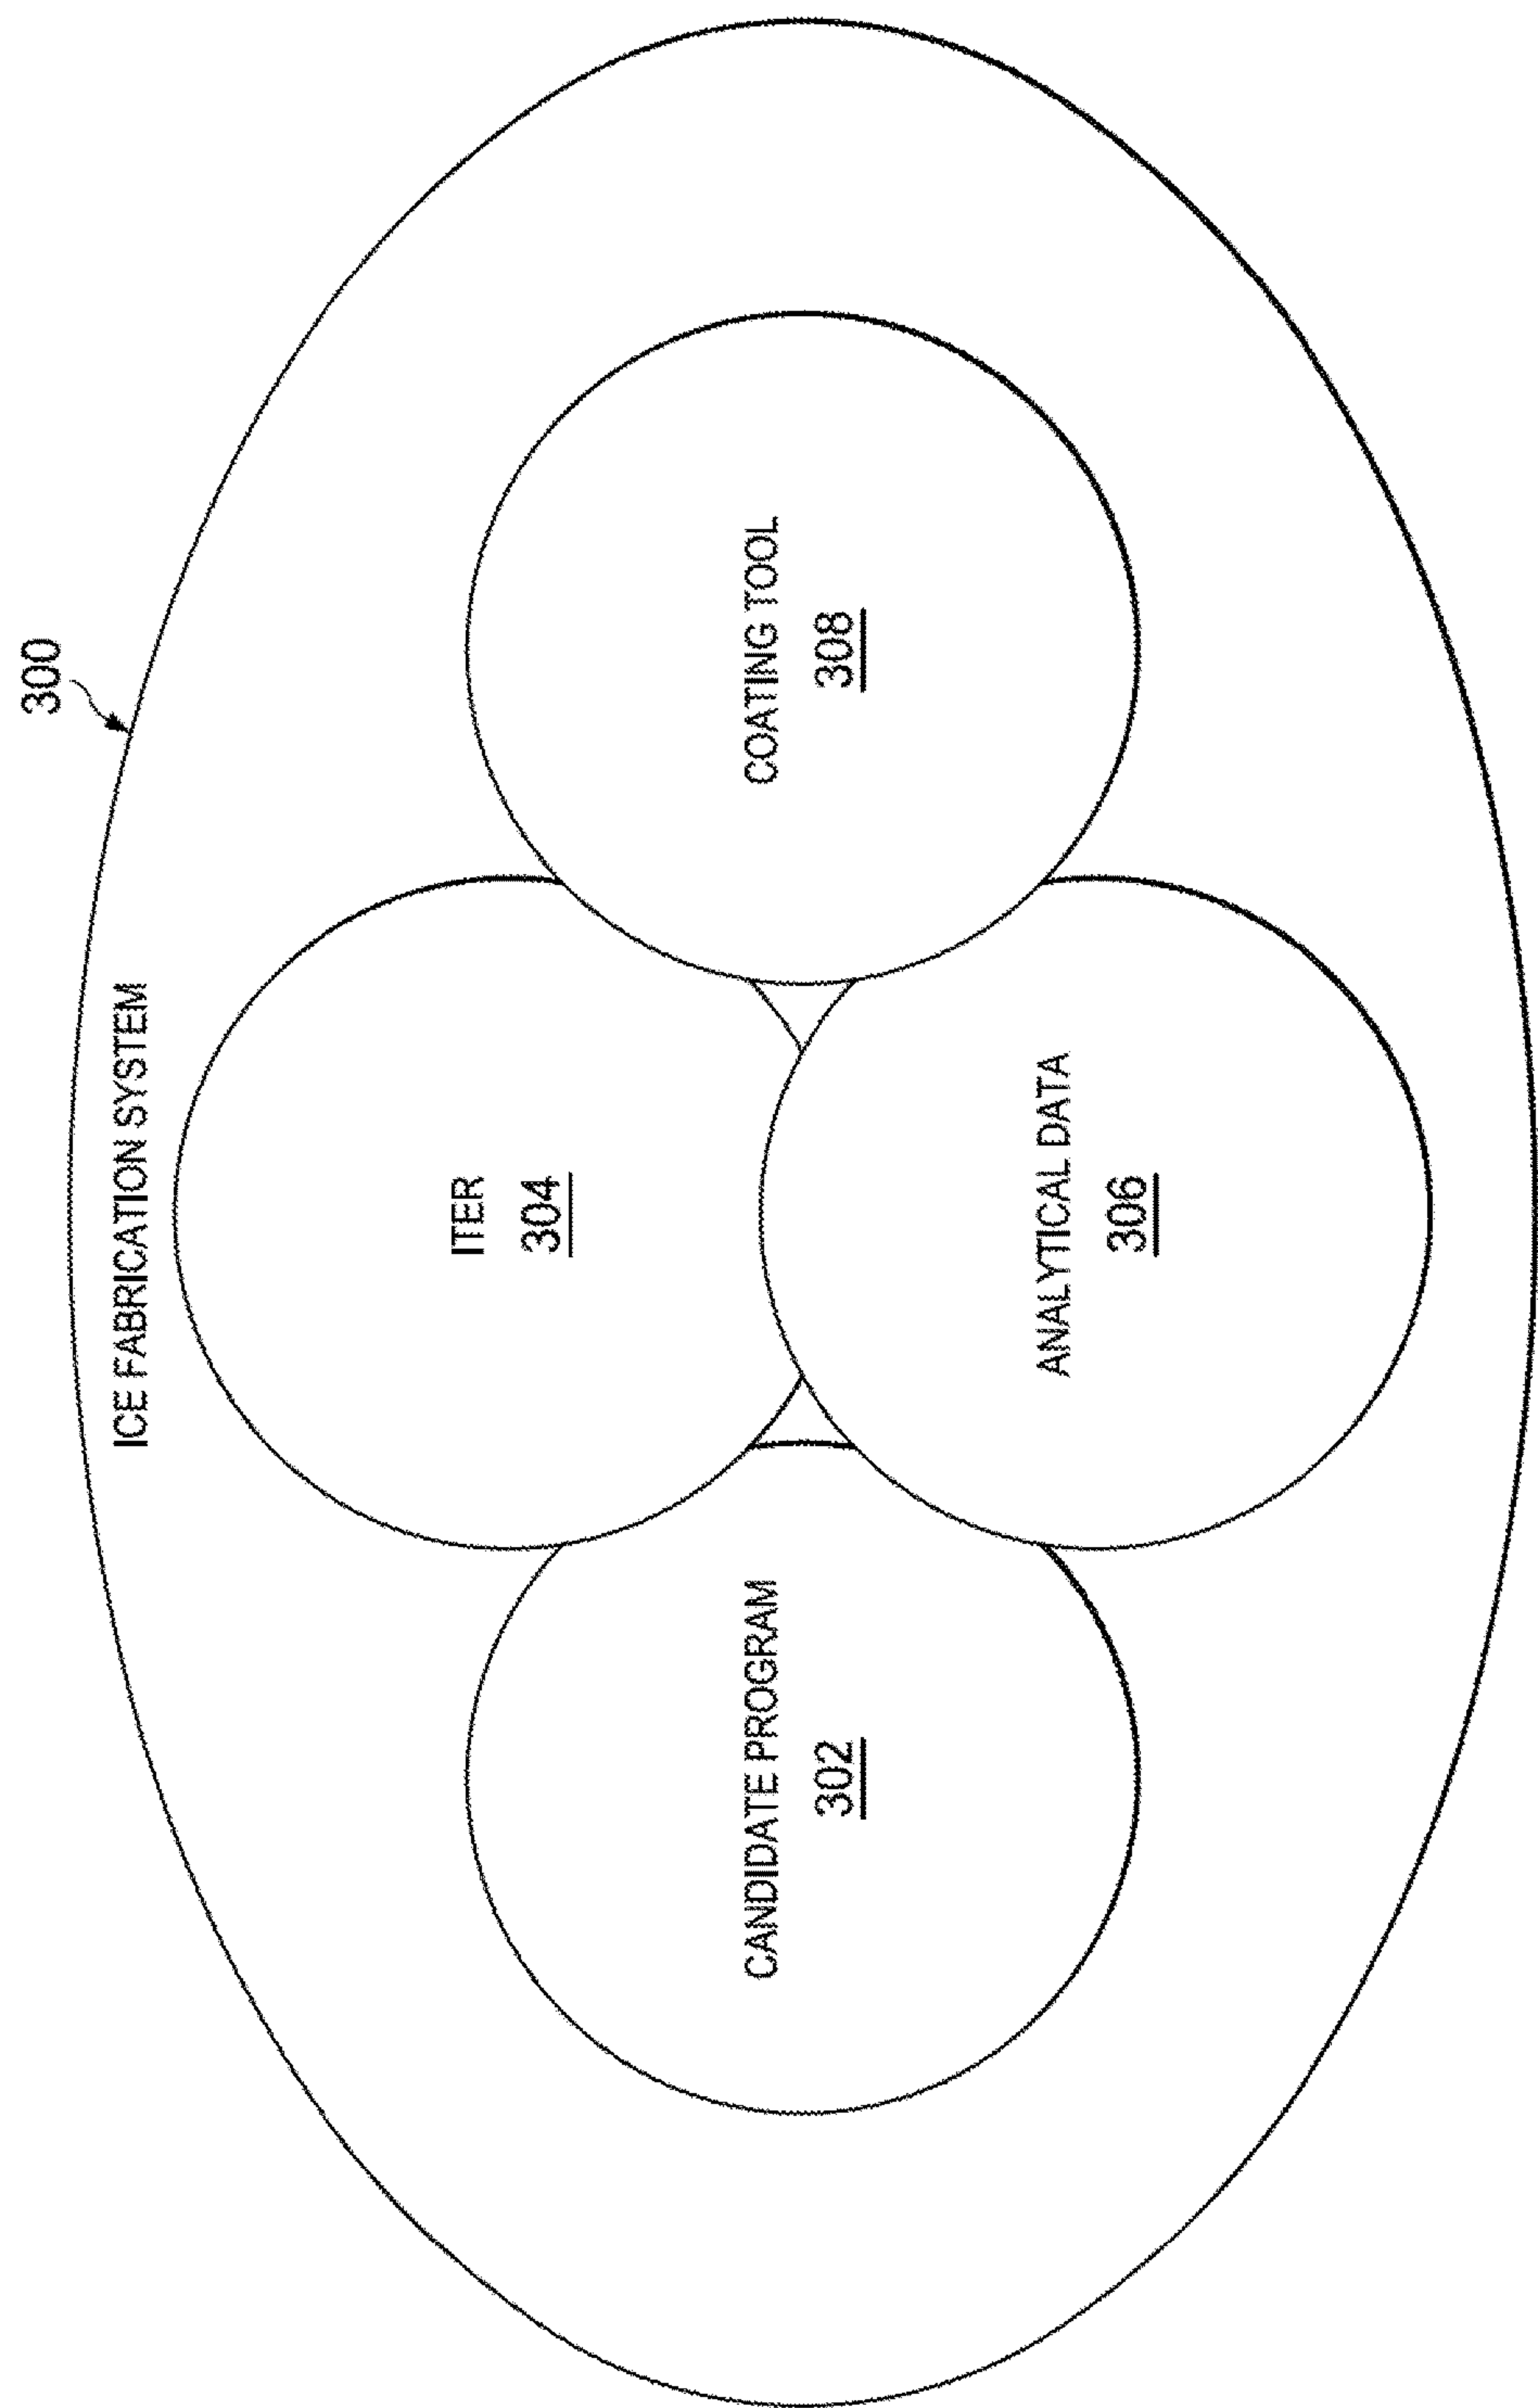 300
ICE FABRICATION SYSTEM
ITER
304
CANDIDATE PROGRAM
302
COATING TOOL
308
ANALYTICAL DATA
306